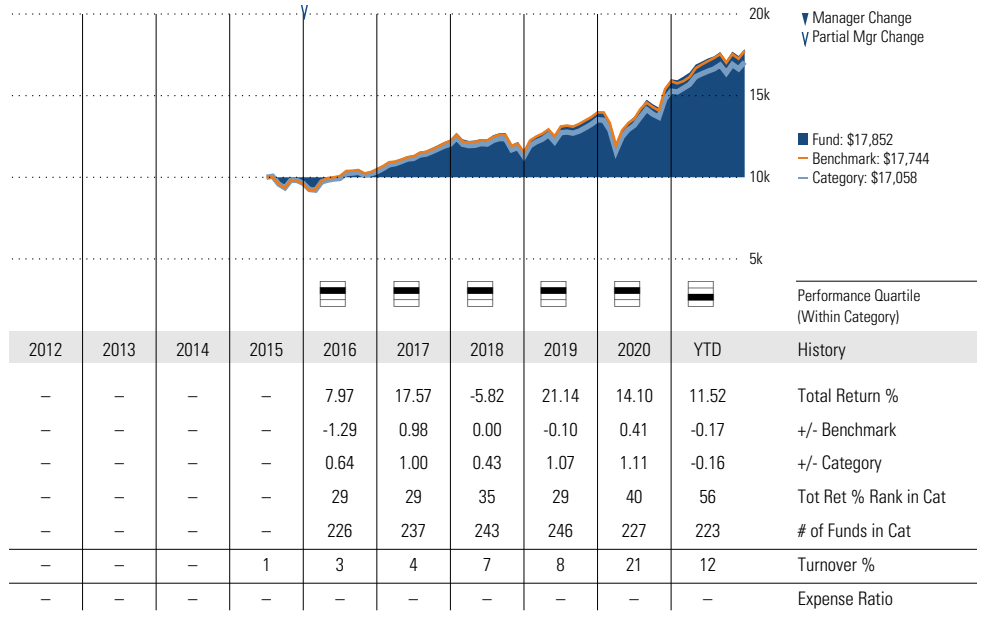 20k
▼ Manager Change
∨ Partial Mgr Change
15k
Fund: $17,852
Benchmark: $17,744
10k
Category: $17,058
5k
Performance Quartile
(Within Category)
2012 2013 2014 2015 2016 2017 2018 2019 2020 YTD History
– – – – 7.97 17.57 -5.82 21.14 14.10 11.52 Total Return %
– – – – -1.29 0.98 0.00 -0.10 0.41 -0.17 +/- Benchmark
– – – – 0.64 1.00 0.43 1.07 1.11 -0.16 +/- Category
– – – – 29 29 35 29 40 56 Tot Ret % Rank in Cat
– – – – 226 237 243 246 227 223 # of Funds in Cat
– – – 1 3 4 7 8 21 12 Turnover %
– – – – – – – – – – Expense Ratio